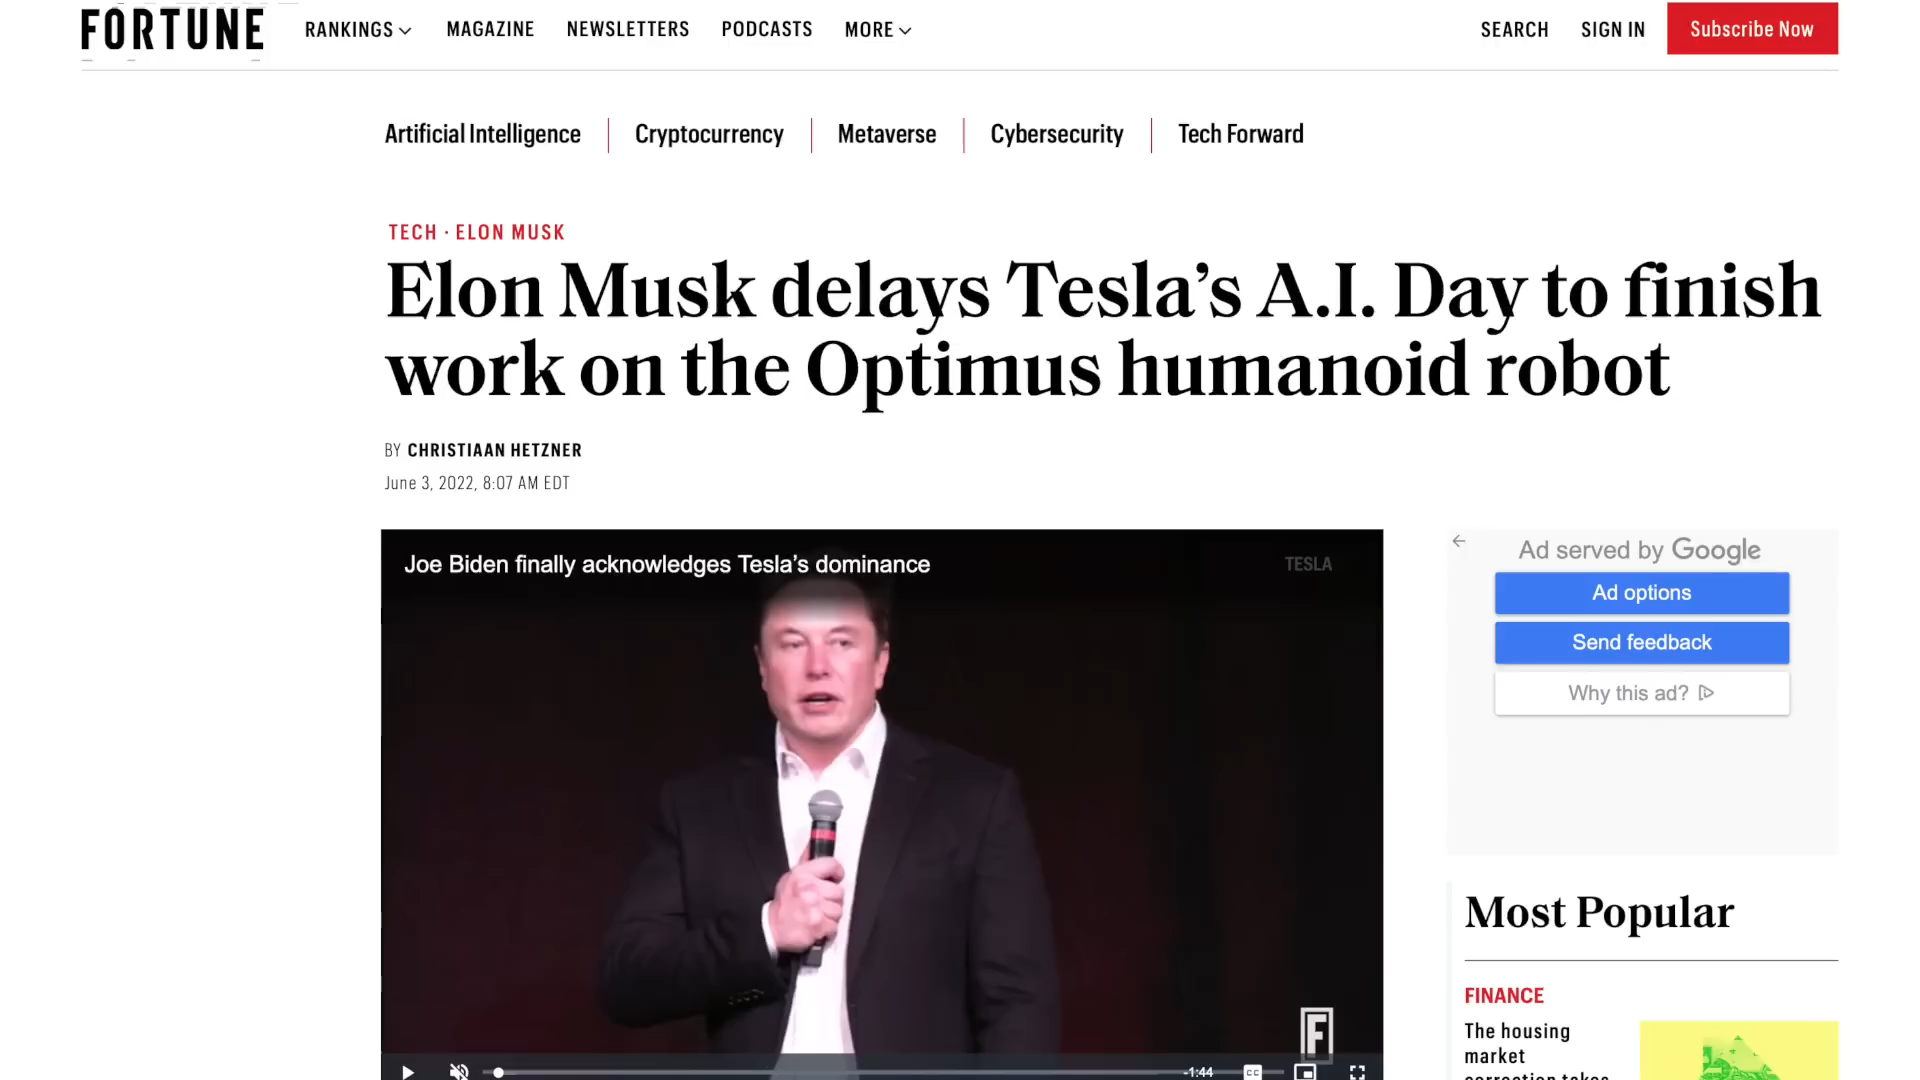 FORTUNE
RANKINGS
MAGAZINE
NEWSLETTERS
PODCASTS
MORE
SEARCH
SIGN IN
Subscribe Now
Artificial Intelligence
Cryptocurrency
Metaverse
Cybersecurity
Tech Forward
TECH · ELON MUSK
Elon Musk delays Tesla’s A.I. Day to finish
work on the Optimus humanoid robot
BY CHRISTIAAN HETZNER
June 3, 2022, 8:07 AM EDT
Joe Biden finally acknowledges Tesla’s dominance
TESLA
F
-1:44
CC
Ad served by Google
Ad options
Send feedback
Why this ad?
Most Popular
FINANCE
The housing
market
correction takes